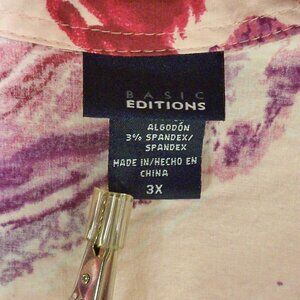 BASIC
EDITIONS
ALGODÓN
3% SPANDEX/
SPANDEX
MADE IN/HECHO EN
CHINA
3X